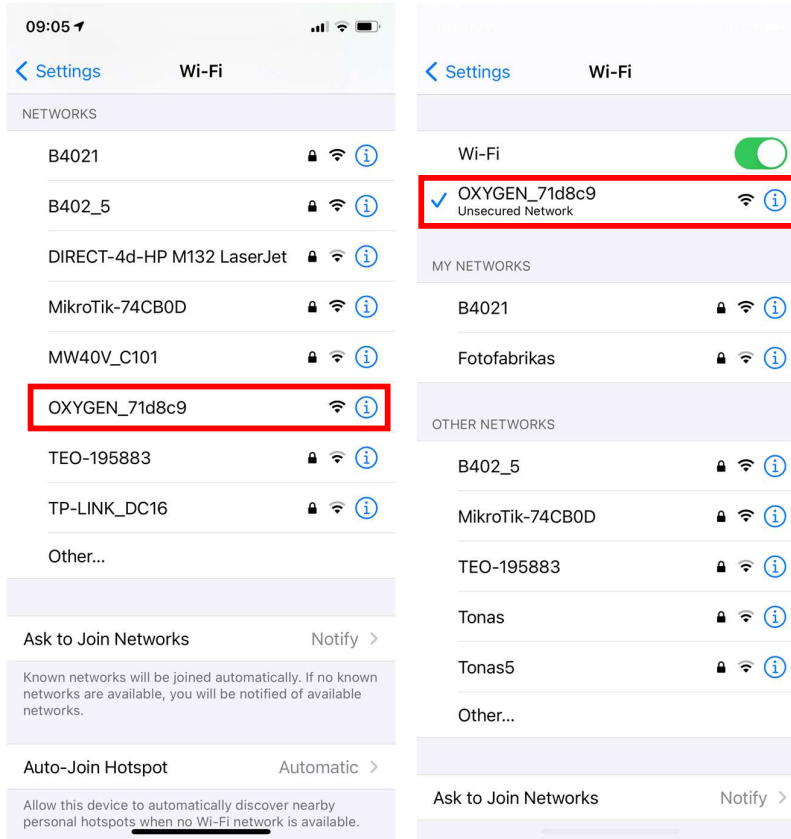 09:05
Settings
Wi-Fi
NETWORKS
B4021
B402_5
DIRECT-4d-HP M132 LaserJet
MikroTik-74CB0D
MW40V_C101
OXYGEN_71d8c9
TEO-195883
TP-LINK_DC16
Other...
Ask to Join Networks Notify
Known networks will be joined automatically. If no known
networks are available, you will be notified of available
networks.
Auto-Join Hotspot Automatic
Allow this device to automatically discover nearby
personal hotspots when no Wi-Fi network is available.
Settings
Wi-Fi
Wi-Fi
OXYGEN_71d8c9
Unsecured Network
MY NETWORKS
B4021
Fotofabrikas
OTHER NETWORKS
B402_5
MikroTik-74CB0D
TEO-195883
Tonas
Tonas5
Other...
Ask to Join Networks Notify